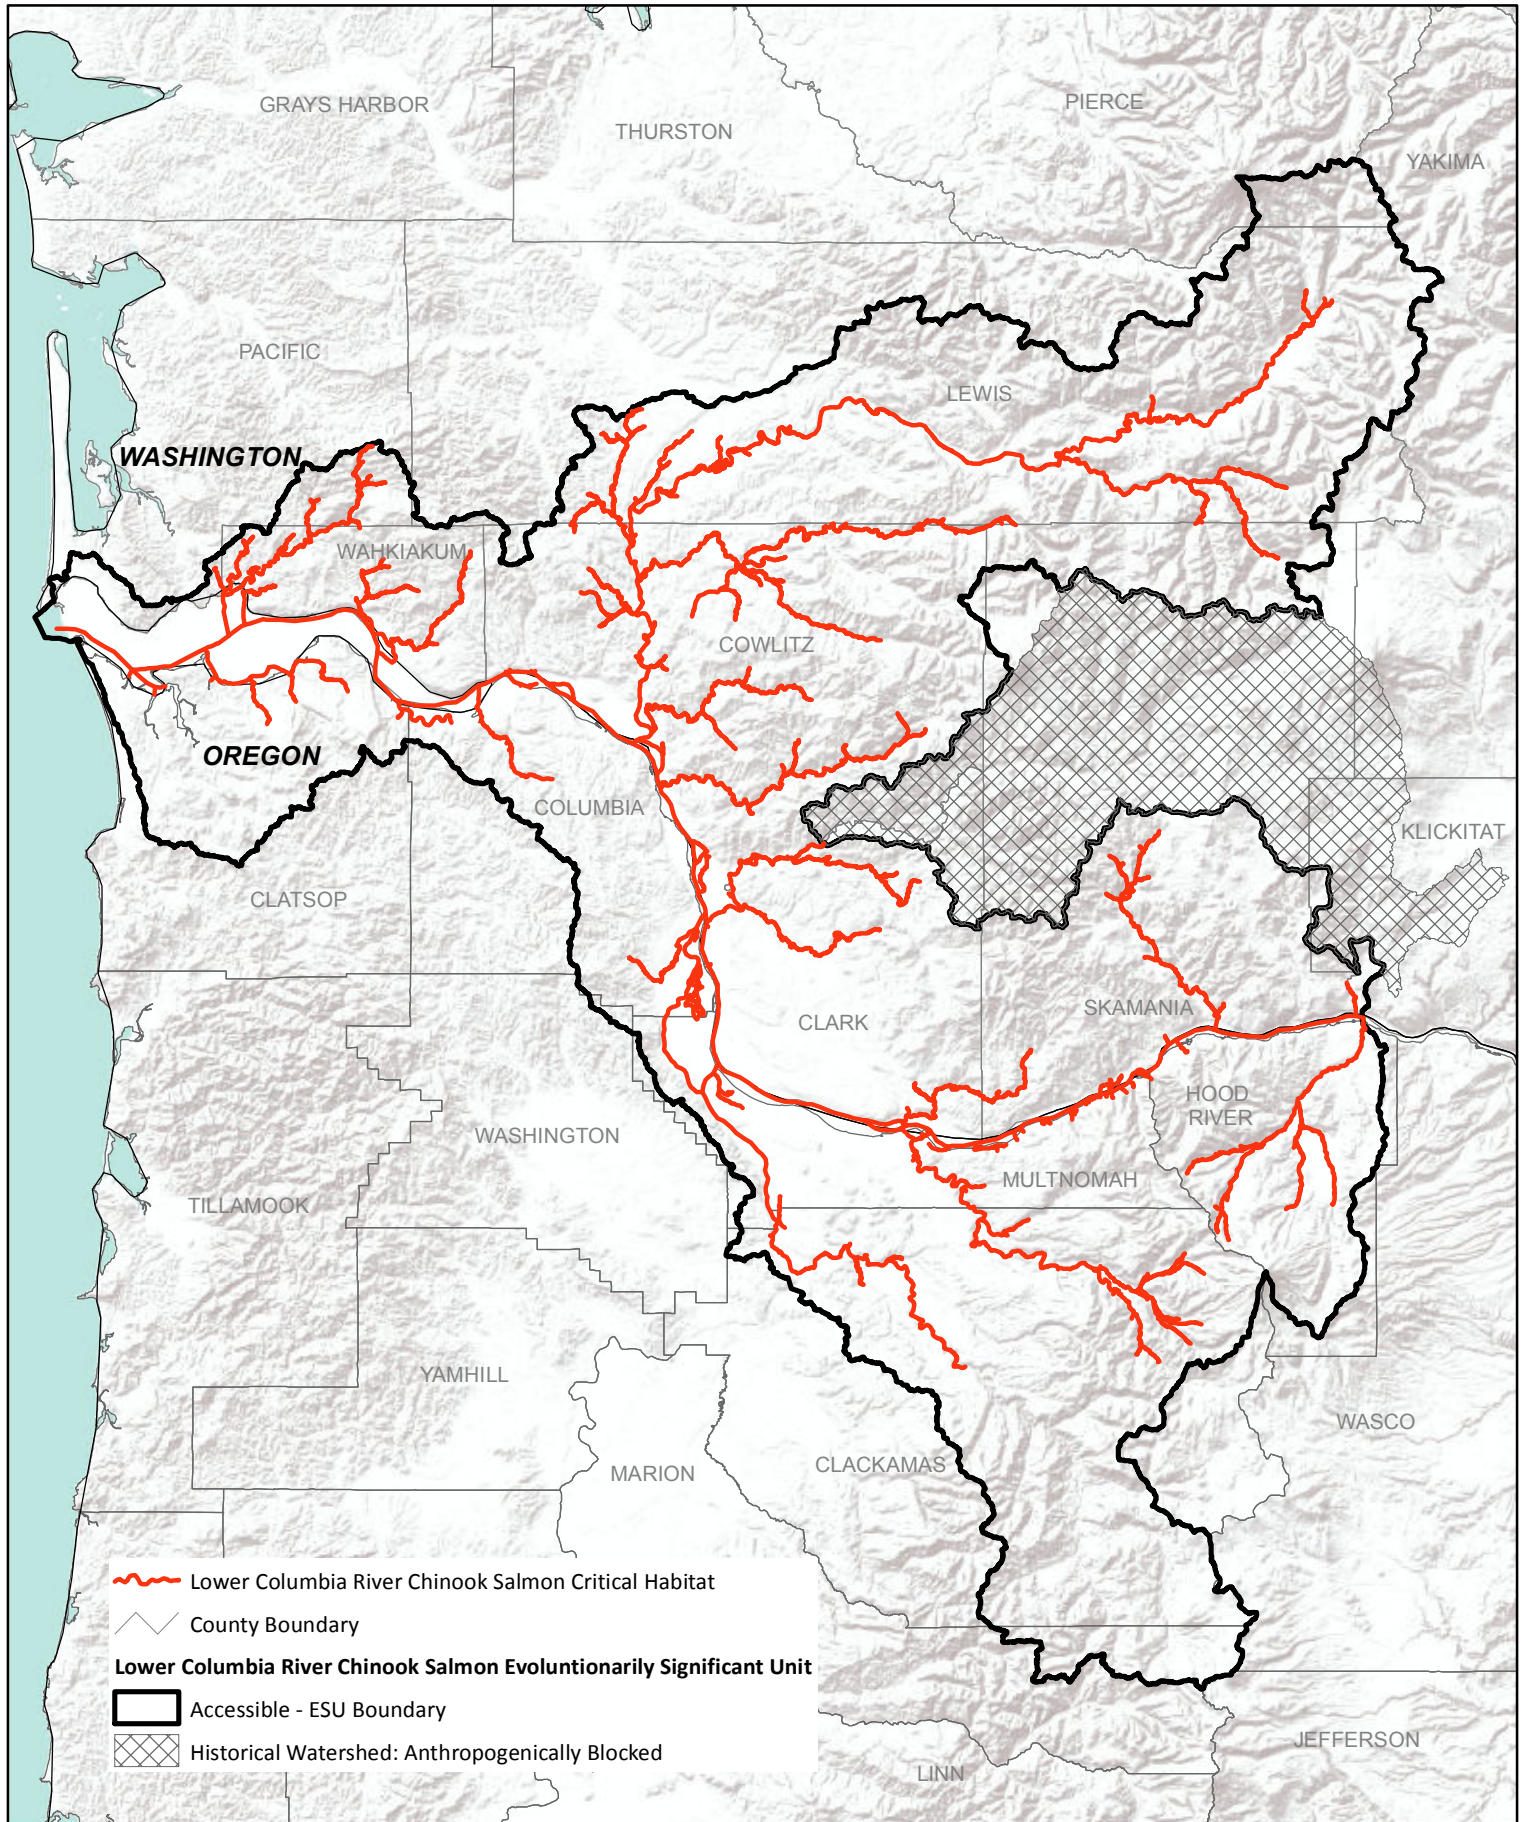 GRAYS HARBOR
PIERCE
THURSTON
YAKIMA
PACIFIC
LEWIS
WASHINGTON
WAHKIAKUM
COWLITZ
OREGON
COLUMBIA
KLICKITAT
CLATSOP
SKAMANIA
CLARK
HOOD
RIVER
WASHINGTON
MULTNOMAH
TILLAMOOK
YAMHILL
WASCO
CLACKAMAS
MARION
Lower Columbia River Chinook Salmon Critical Habitat
County Boundary
Lower Columbia River Chinook Salmon Evoluntionarily Significant Unit
Accessible - ESU Boundary
JEFFERSON
Historical Watershed: Anthropogenically Blocked
LINN